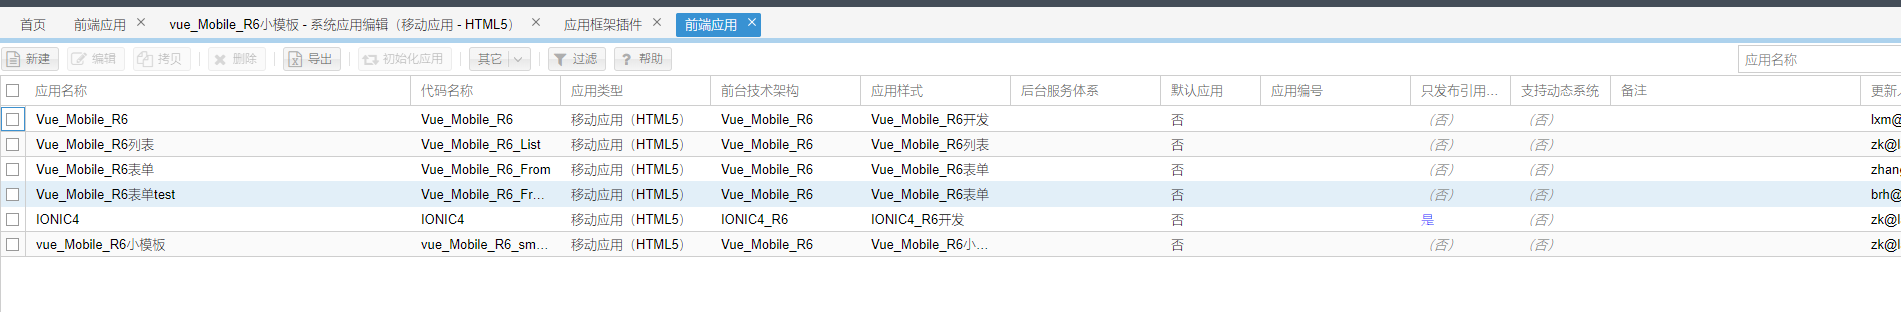 首页 前端应用 × vue_Mobile_R6小模板 - 系统应用编辑（移动应用 - HTML5） × 应用框架插件 × 前端应用 ×
新建 编辑 拷贝 删除 导出 初始化应用 其它 过滤 ? 帮助 应用名称
应用名称 代码名称 应用类型 前台技术架构 应用样式 后台服务体系 默认应用 应用编号 只发布引用... 支持动态系统 备注 更新
Vue_Mobile_R6 Vue_Mobile_R6 移动应用（HTML5） Vue_Mobile_R6 Vue_Mobile_R6开发 否 （否） （否） lxm@
Vue_Mobile_R6列表 Vue_Mobile_R6_List 移动应用（HTML5） Vue_Mobile_R6 Vue_Mobile_R6列表 否 （否） （否） zk@
Vue_Mobile_R6表单 Vue_Mobile_R6_From 移动应用（HTML5） Vue_Mobile_R6 Vue_Mobile_R6表单 否 （否） （否） zhan
Vue_Mobile_R6表单test Vue_Mobile_R6_Fr... 移动应用（HTML5） Vue_Mobile_R6 Vue_Mobile_R6表单 否 （否） （否） brh@
IONIC4 IONIC4 移动应用（HTML5） IONIC4_R6 IONIC4_R6开发 否 是 （否） zk@
vue_Mobile_R6小模板 vue_Mobile_R6_sm... 移动应用（HTML5） Vue_Mobile_R6 Vue_Mobile_R6小... 否 （否） （否） zk@